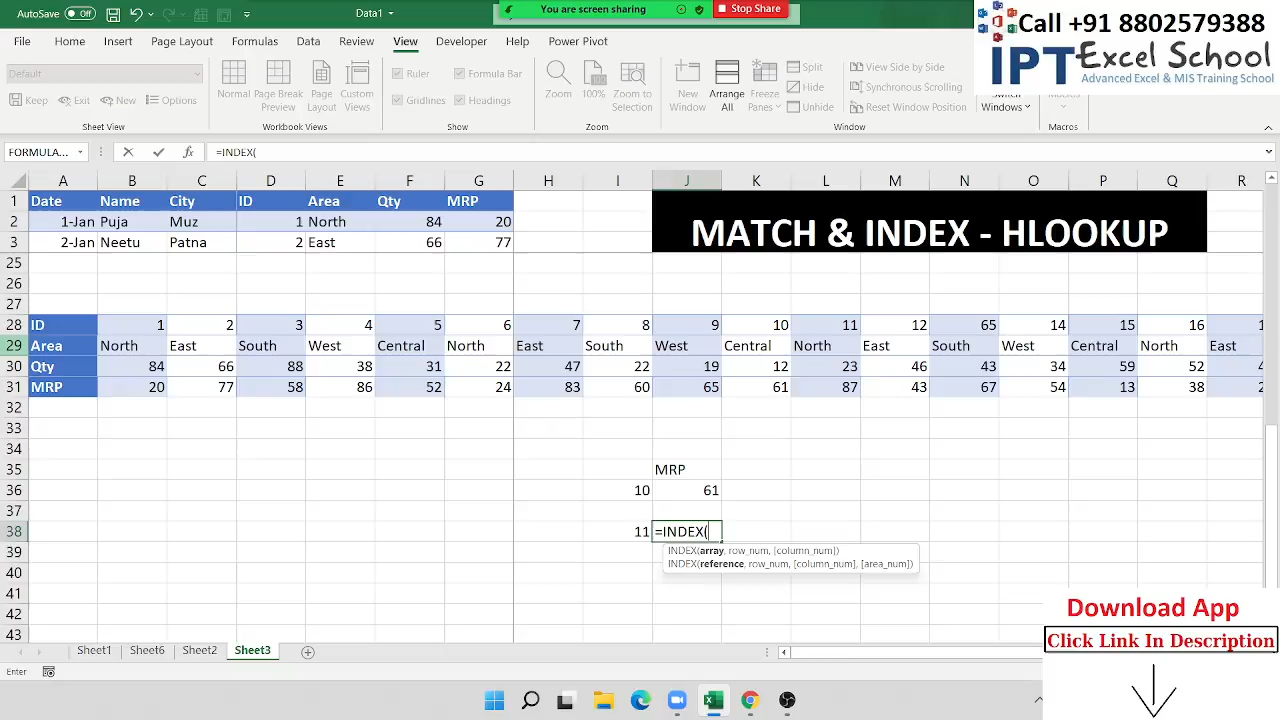 AutoSave Off
Data1
You are screen sharing
Stop Share
Call +91 8802579388
IPT Excel School
Advanced Excel & MIS Training School
File Home Insert Page Layout Formulas Data Review View Developer Help Power Pivot
Default
Keep Exit New Options
Sheet View
Normal Page Break Preview Page Layout Custom Views
Workbook Views
Ruler Formula Bar
Gridlines Headings
Show
Zoom 100% Zoom to Selection
Zoom
New Window Arrange All Freeze Panes
Split
Hide
Unhide
View Side by Side
Synchronous Scrolling
Reset Window Position
Window
Windows
Macros
FORMULA... =INDEX(
A B C D E F G H I J K L M N O P Q R
1 Date Name City ID Area Qty MRP
2 1-Jan Puja Muz 1 North 84 20
3 2-Jan Neetu Patna 2 East 66 77
MATCH & INDEX - HLOOKUP
25
26
27
28 ID 1 2 3 4 5 6 7 8 9 10 11 12 65 14 15 16
29 Area North East South West Central North East South West Central North East South West Central North East
30 Qty 84 66 88 38 31 22 47 22 19 12 23 46 43 34 59 52
31 MRP 20 77 58 86 52 24 83 60 65 61 87 43 67 54 13 38
32
33
34
35 MRP
36 10 61
37
38 11 =INDEX(
INDEX(array, row_num, [column_num])
INDEX(reference, row_num, [column_num], [area_num])
39
40
41
42
43
Download App
Click Link In Description
Sheet1 Sheet6 Sheet2 Sheet3
Enter